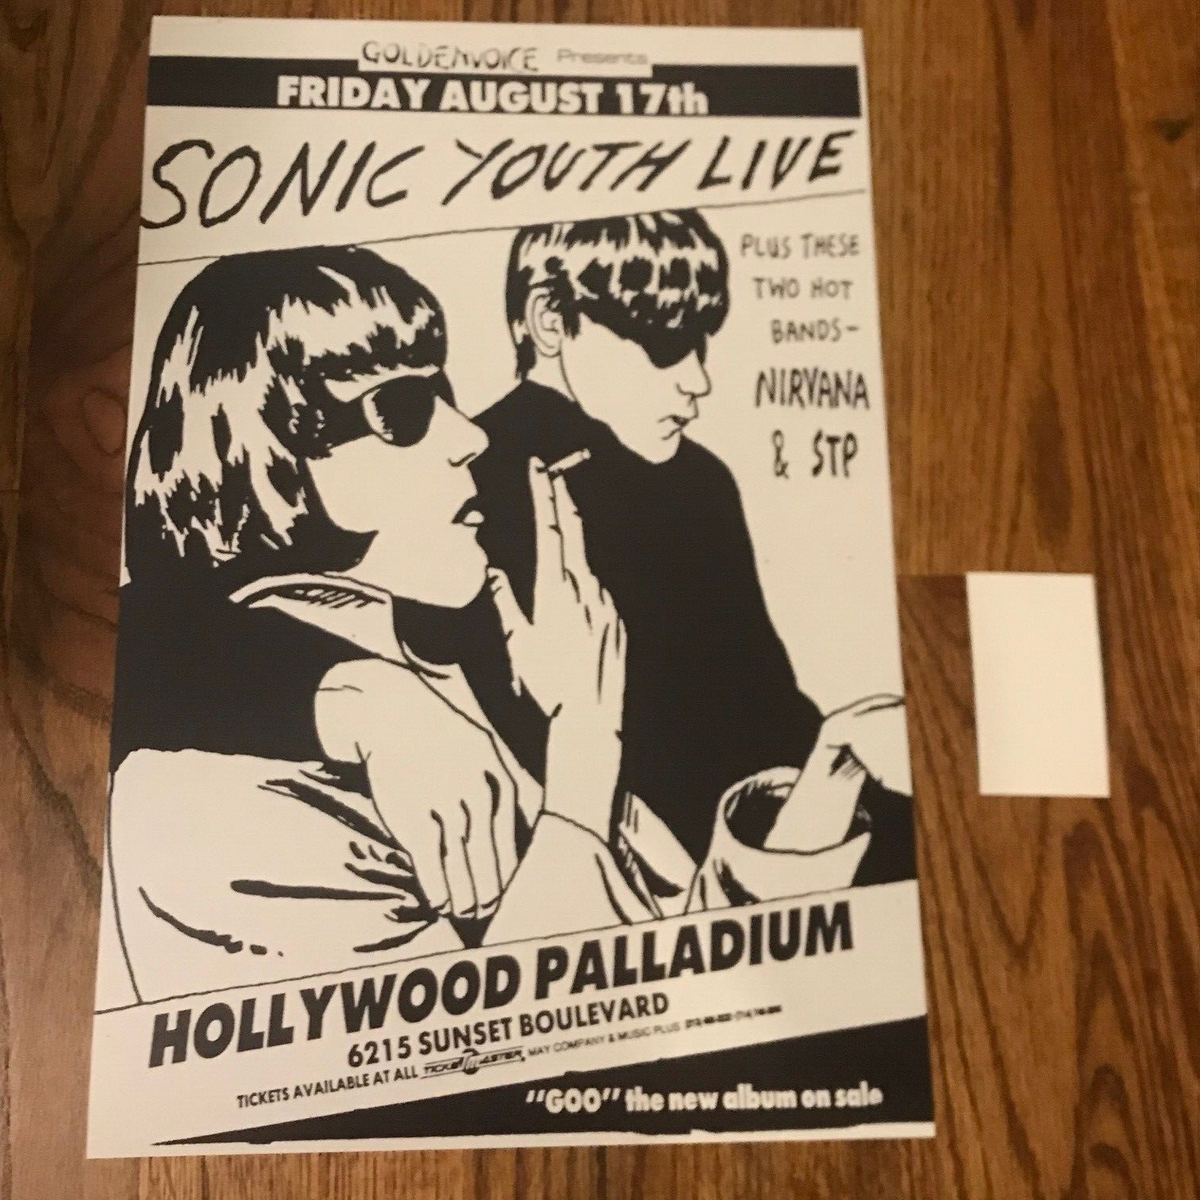 GOLDENVOICE Presents
FRIDAY AUGUST 17th
SONIC YOUTH LIVE
PLUS THESE
TWO HOT
BANDS-
NIRVANA
& STP
HOLLYWOOD PALLADIUM
6215 SUNSET BOULEVARD
TICKETS AVAILABLE AT ALL TICKETMASTER, MAY COMPANY & MUSIC PLUS
"GOO" the new album on sale